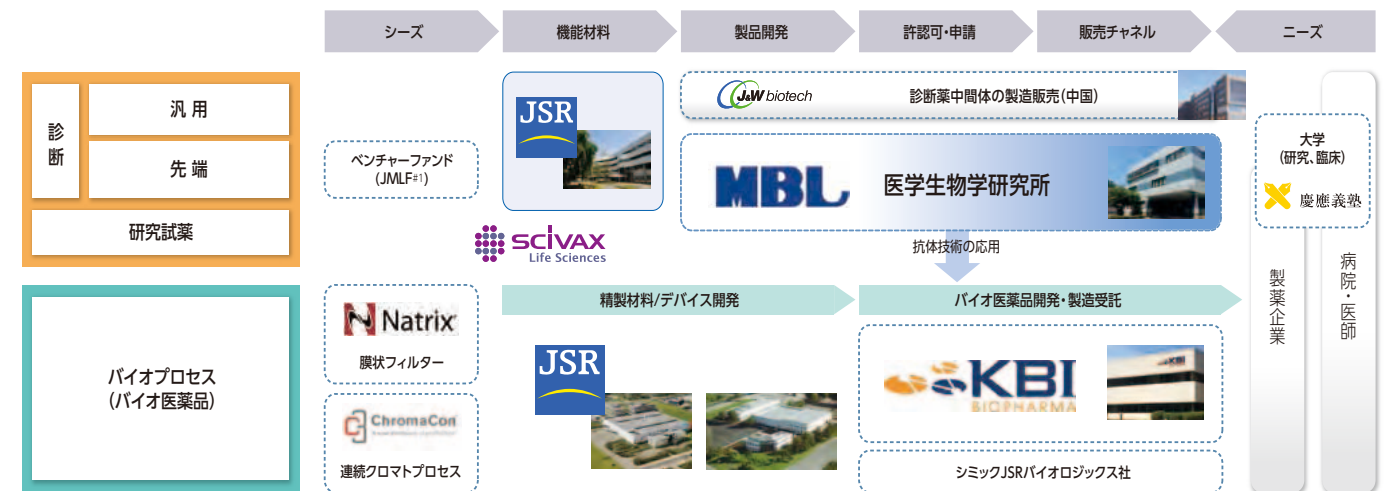 シーズ
機能材料
製品開発
許認可・申請
販売チャネル
ニーズ
診断
汎用
先端
研究試薬
ベンチャーファンド
(JMLF#1)
JSR
J&W biotech
診断薬中間体の製造販売(中国)
MBL
医学生物学研究所
大学
(研究、臨床)
慶應義塾
SCIVAX
Life Sciences
抗体技術の応用
製薬企業
病院・医師
バイオプロセス
(バイオ医薬品)
Natrix
膜状フィルター
ChromaCon
連続クロマトプロセス
精製材料/デバイス開発
JSR
バイオ医薬品開発・製造受託
KBI
BIOPHARMA
KBI
シミックJSRバイオロジックス社